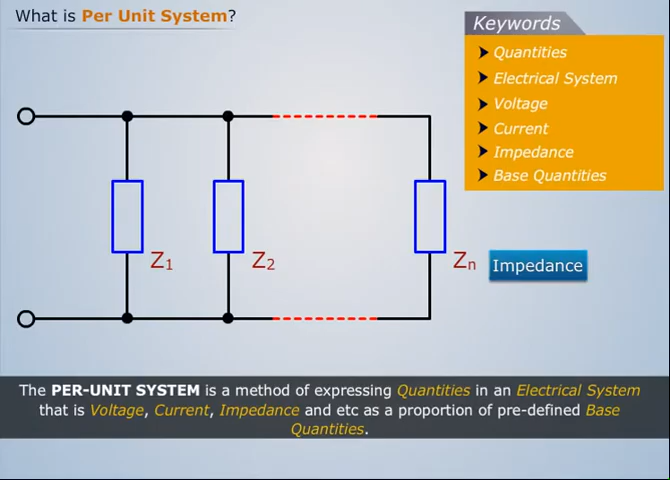 What is Per Unit System?
Keywords
Quantities
Electrical System
Voltage
Current
Impedance
Base Quantities
Z1
Z2
Zn
Impedance
The PER-UNIT SYSTEM is a method of expressing Quantities in an Electrical System
that is Voltage, Current, Impedance and etc as a proportion of pre-defined Base
Quantities.